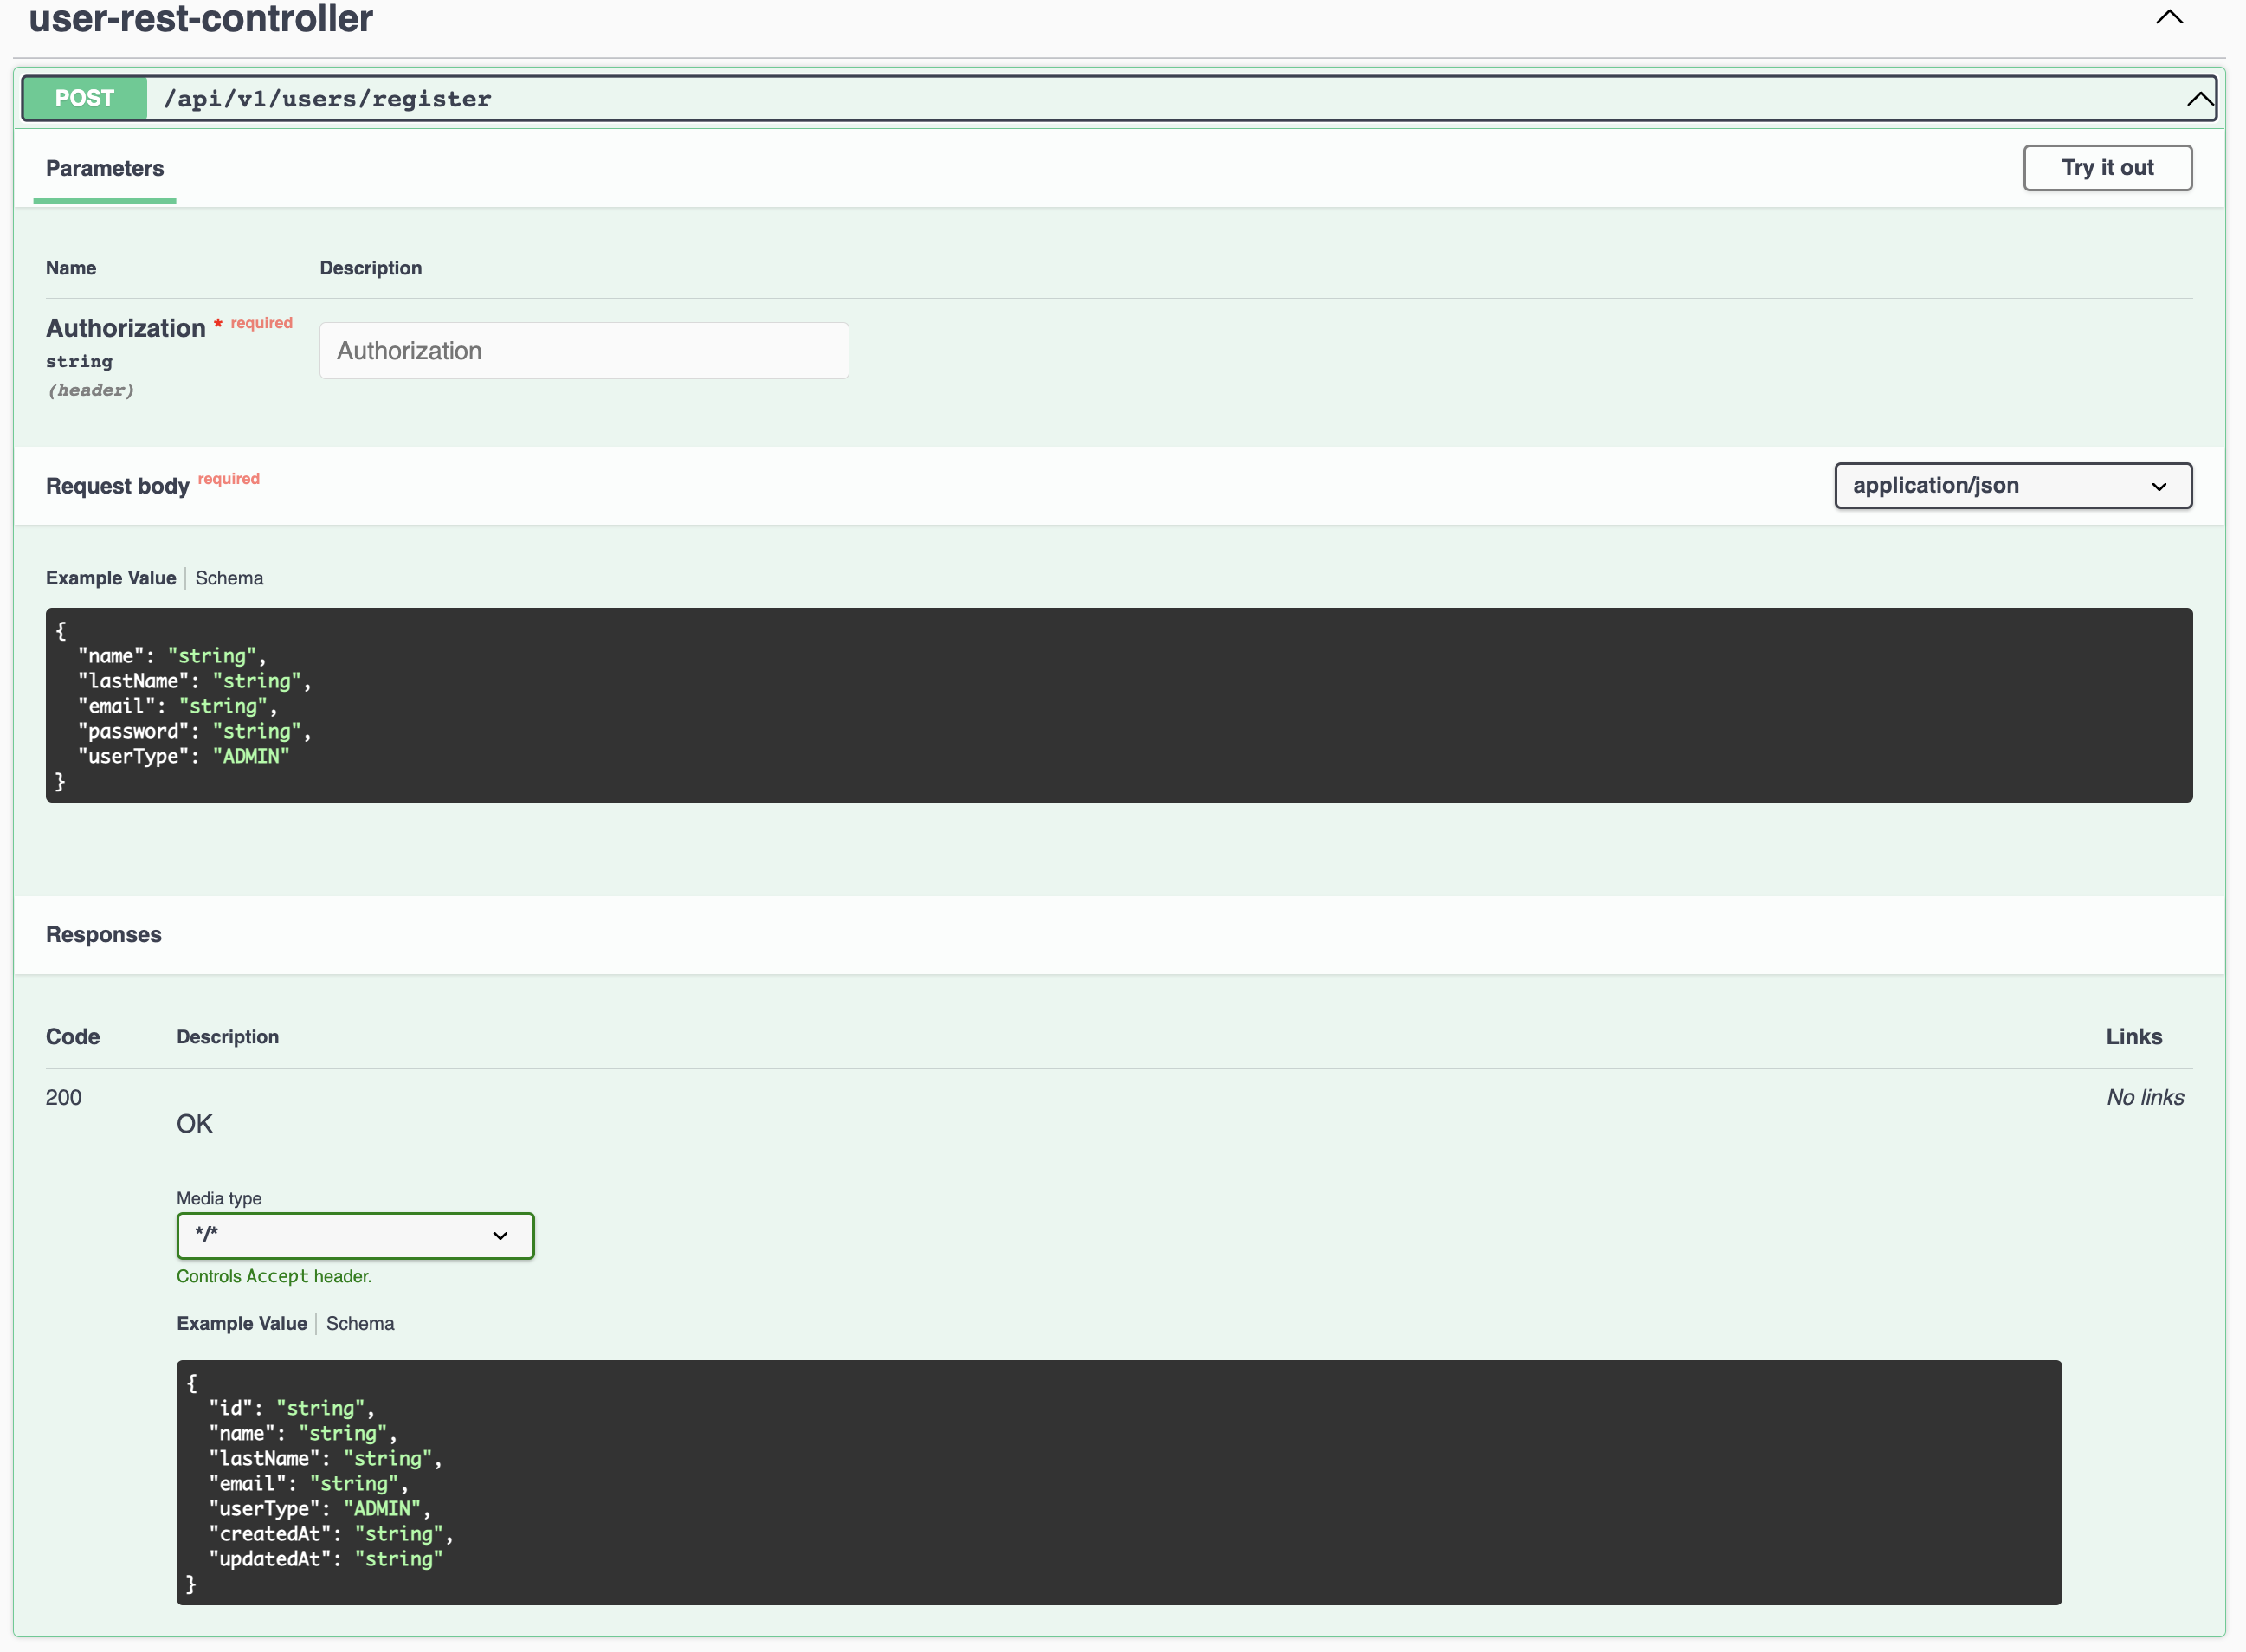 user-rest-controller
POST /api/v1/users/register
Parameters
Try it out
Name Description
Authorization * required
string
(header)
Authorization
Request body required
application/json
Example Value | Schema
{
  "name": "string",
  "lastName": "string",
  "email": "string",
  "password": "string",
  "userType": "ADMIN"
}
Responses
Code Description Links
200 No links
OK
Media type
*/*
Controls Accept header.
Example Value | Schema
{
  "id": "string",
  "name": "string",
  "lastName": "string",
  "email": "string",
  "userType": "ADMIN",
  "createdAt": "string",
  "updatedAt": "string"
}